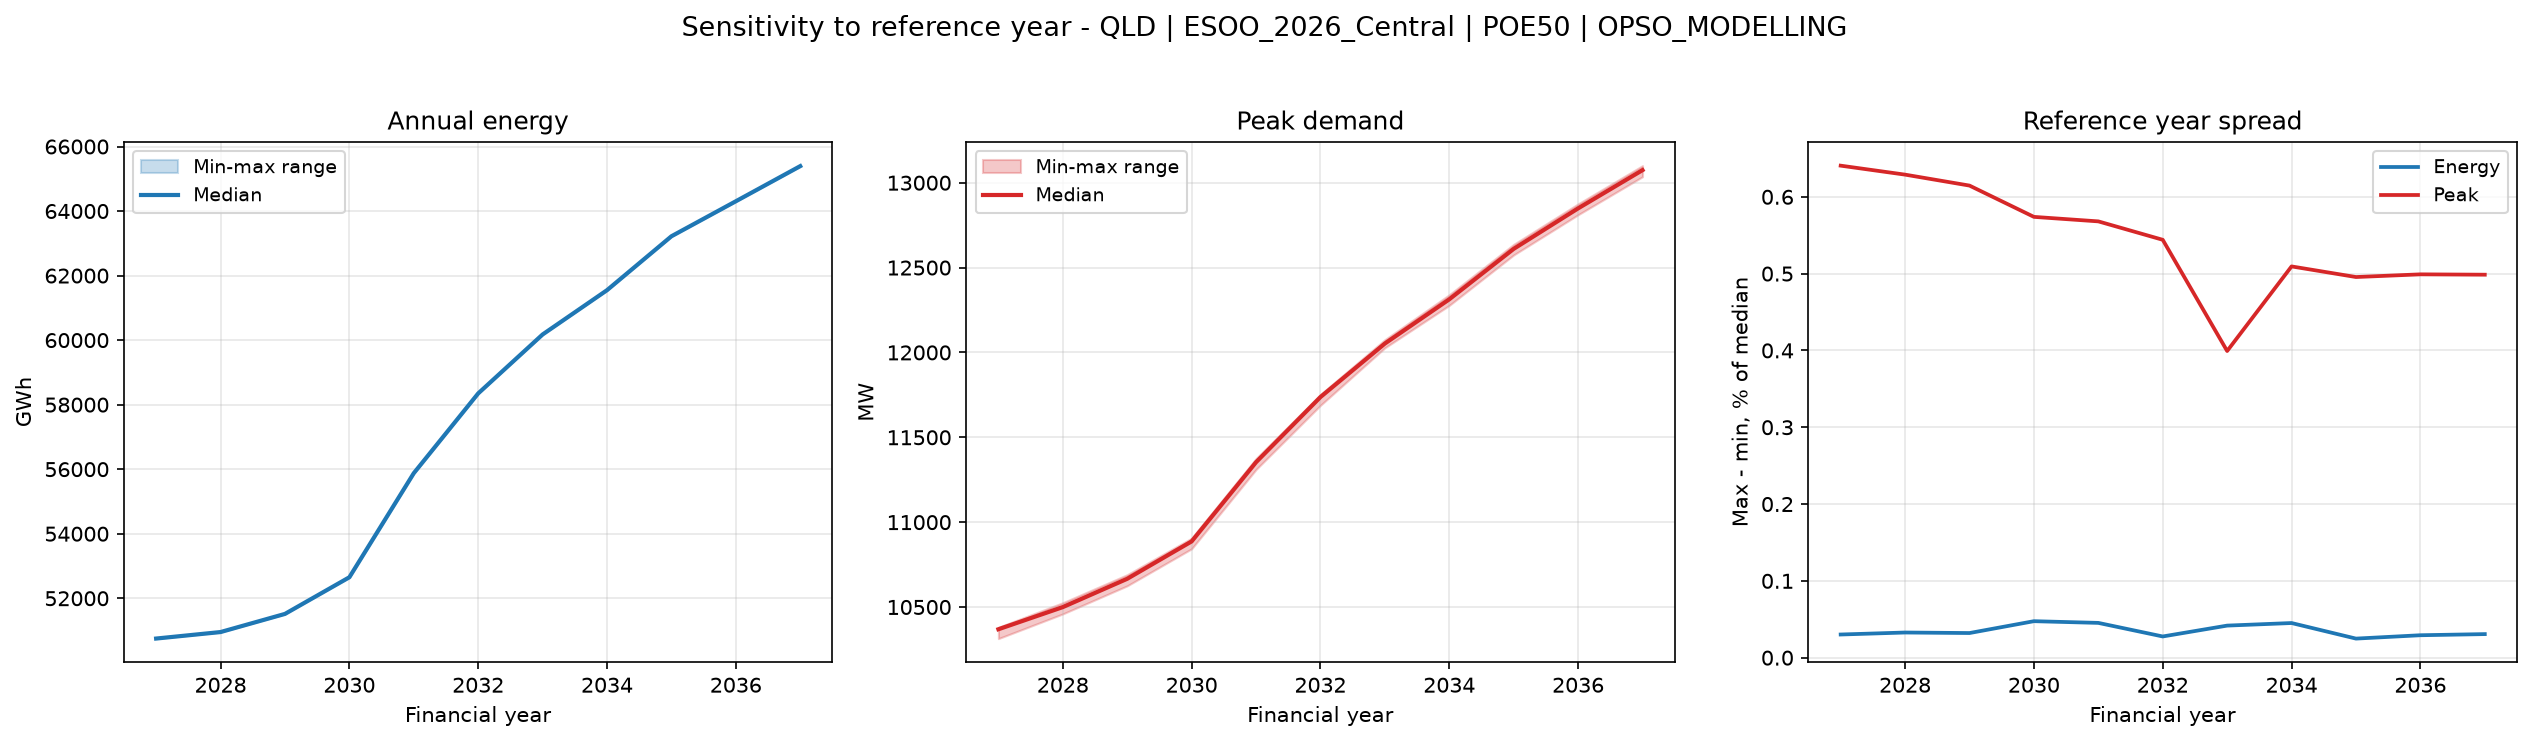 Sensitivity to reference year - QLD | ESOO_2026_Central | POE50 | OPSO_MODELLING
Annual energy
66000
64000
62000
60000
58000
56000
54000
52000
GWh
Min-max range
Median
2028
2030
2032
2034
2036
Financial year
Peak demand
13000
12500
12000
11500
11000
10500
MW
Min-max range
Median
2028
2030
2032
2034
2036
Financial year
Reference year spread
0.6
0.5
0.4
0.3
0.2
0.1
0.0
Max - min, % of median
Energy
Peak
2028
2030
2032
2034
2036
Financial year